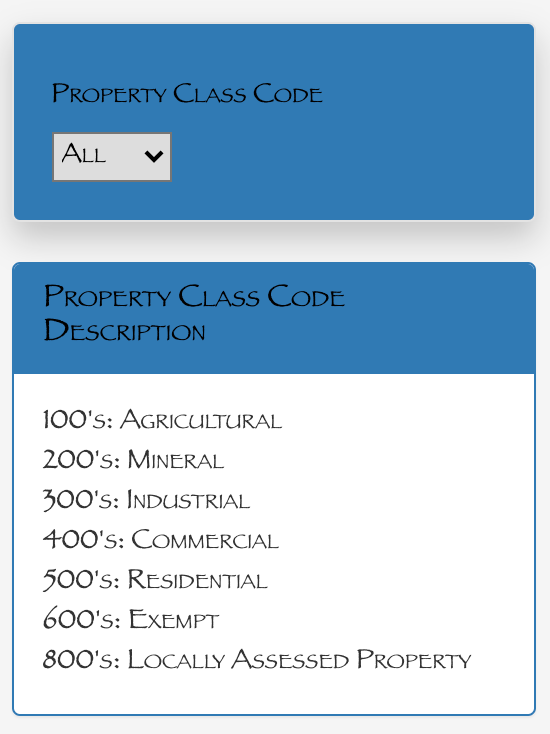 Property Class Code
All
Property Class Code
Description
100's: Agricultural
200's: Mineral
300's: Industrial
400's: Commercial
500's: Residential
600's: Exempt
800's: Locally Assessed Property